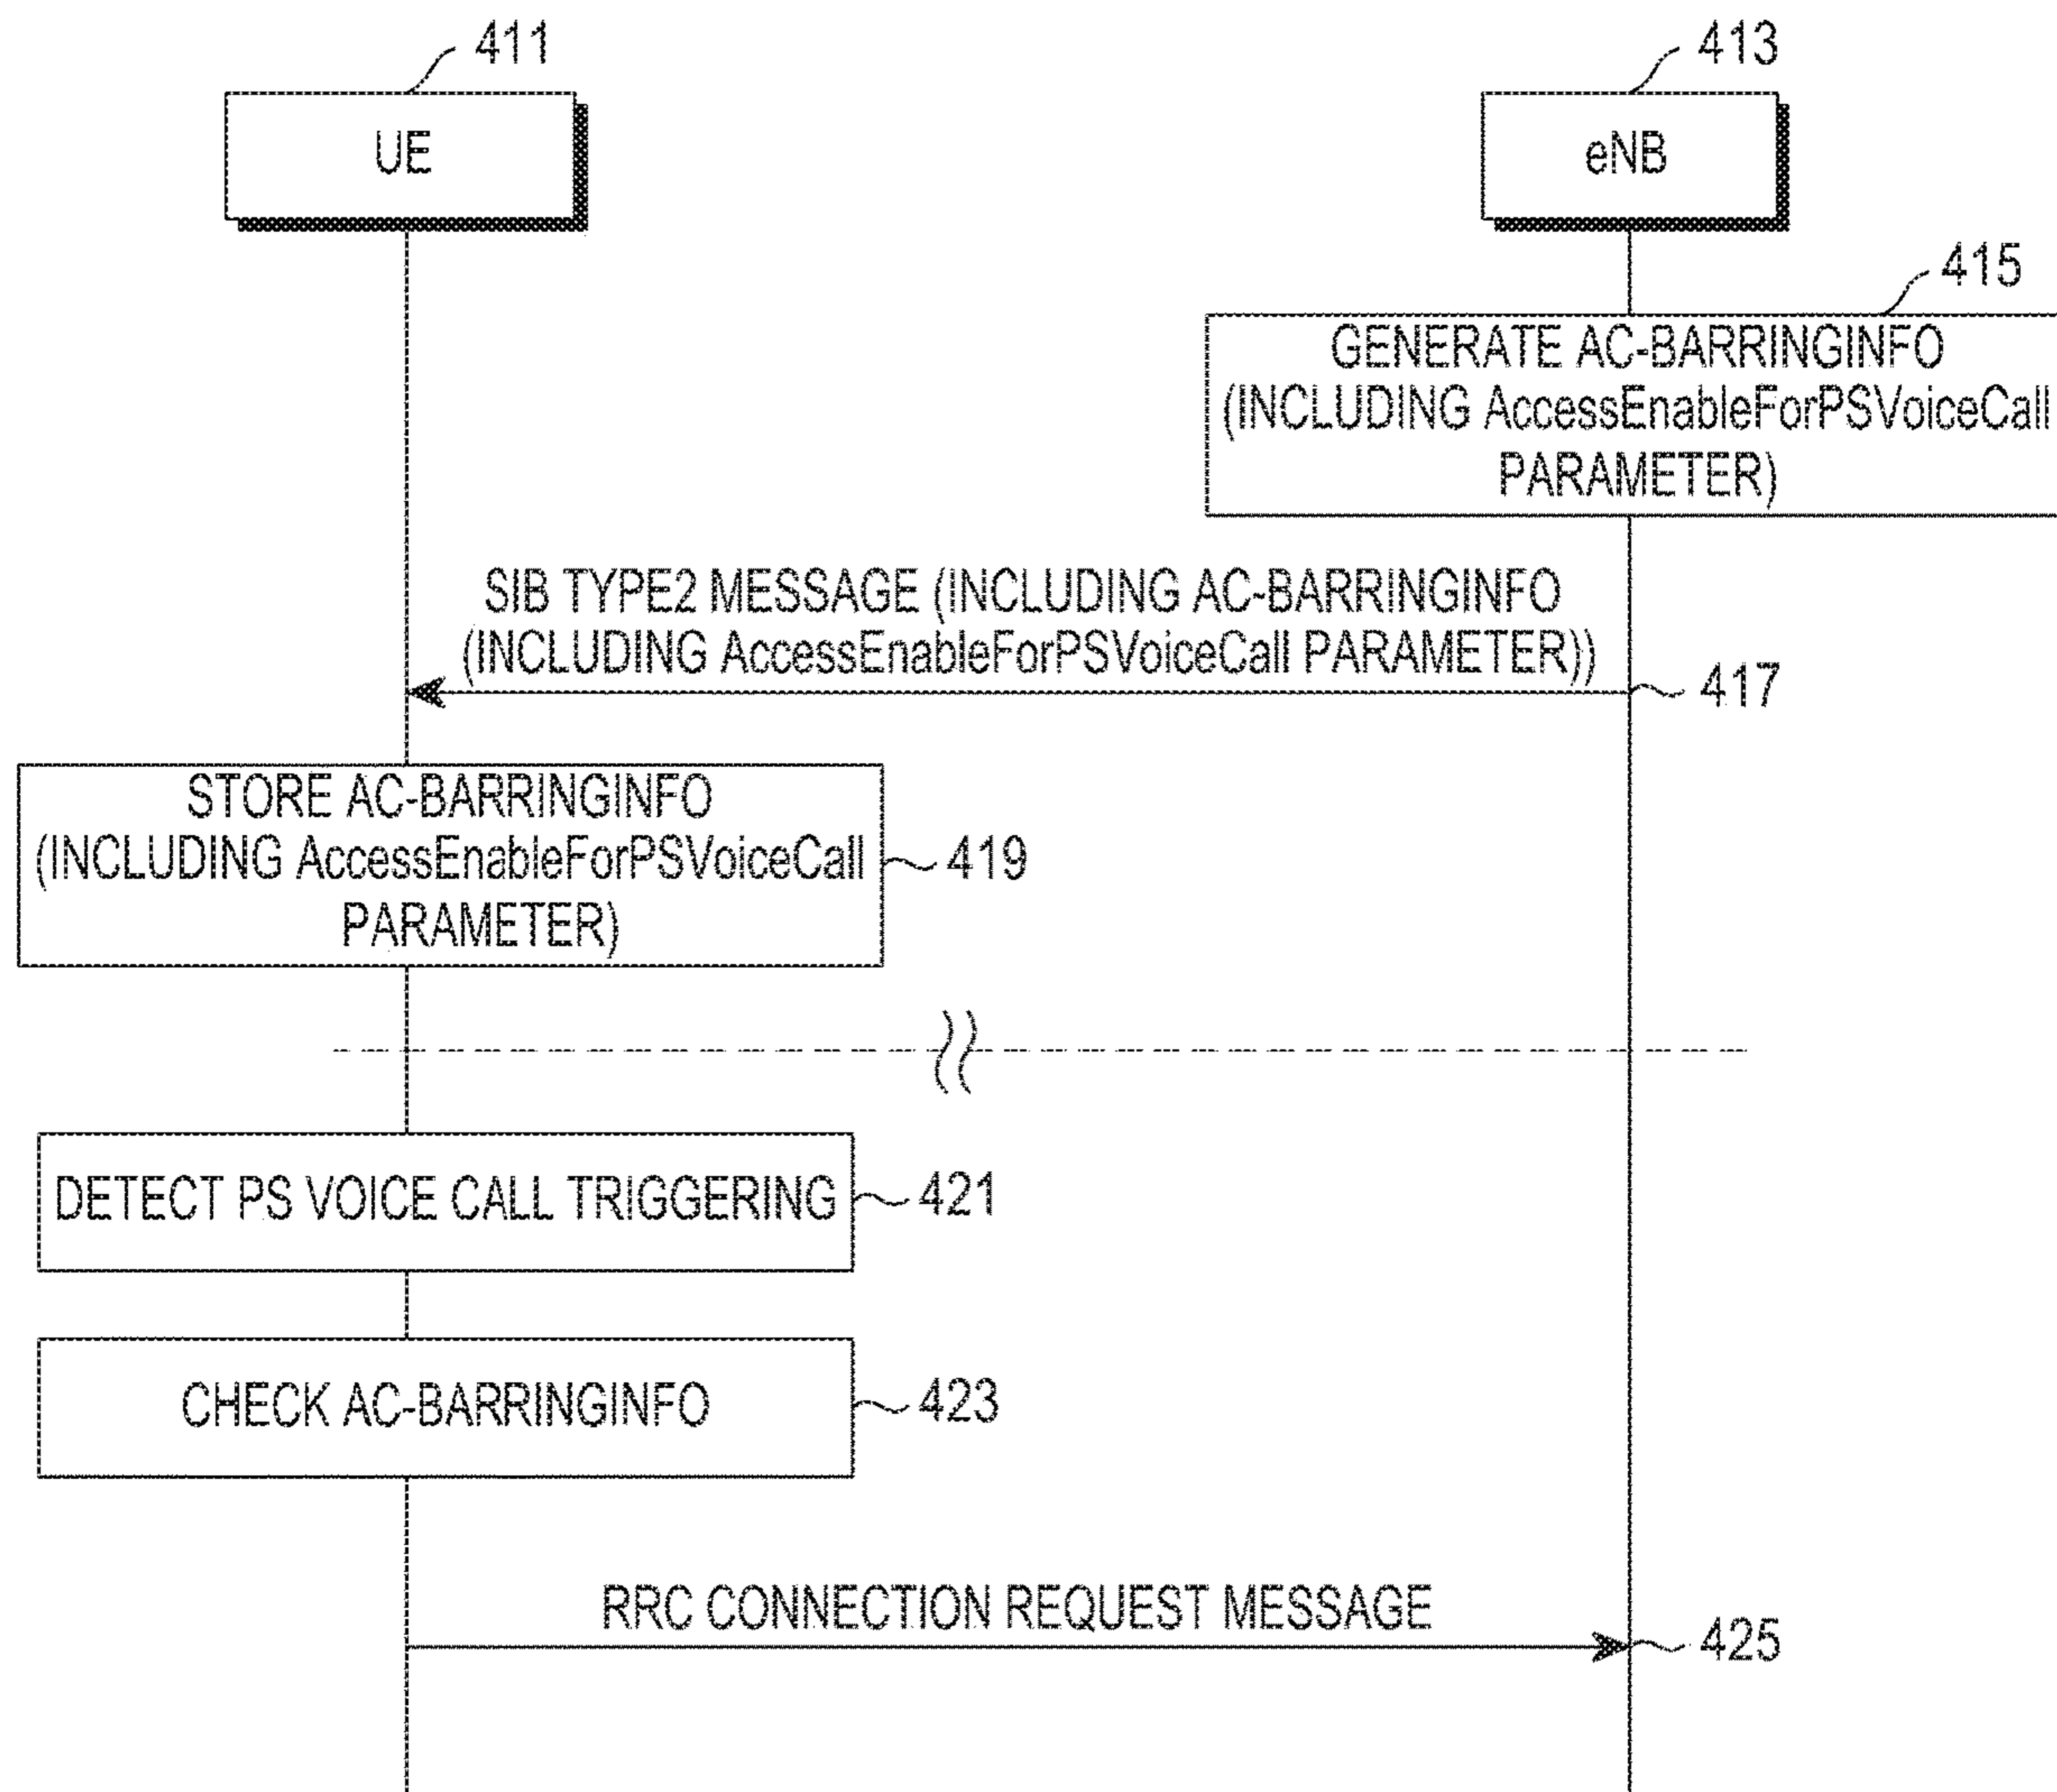 411
413
UE
eNB
415
GENERATE AC-BARRINGINFO
(INCLUDING AccessEnableForPSVoiceCall
PARAMETER)
SIB TYPE2 MESSAGE (INCLUDING AC-BARRINGINFO
(INCLUDING AccessEnableForPSVoiceCall PARAMETER))
417
STORE AC-BARRINGINFO
(INCLUDING AccessEnableForPSVoiceCall
PARAMETER)
419
DETECT PS VOICE CALL TRIGGERING
421
CHECK AC-BARRINGINFO
423
RRC CONNECTION REQUEST MESSAGE
425